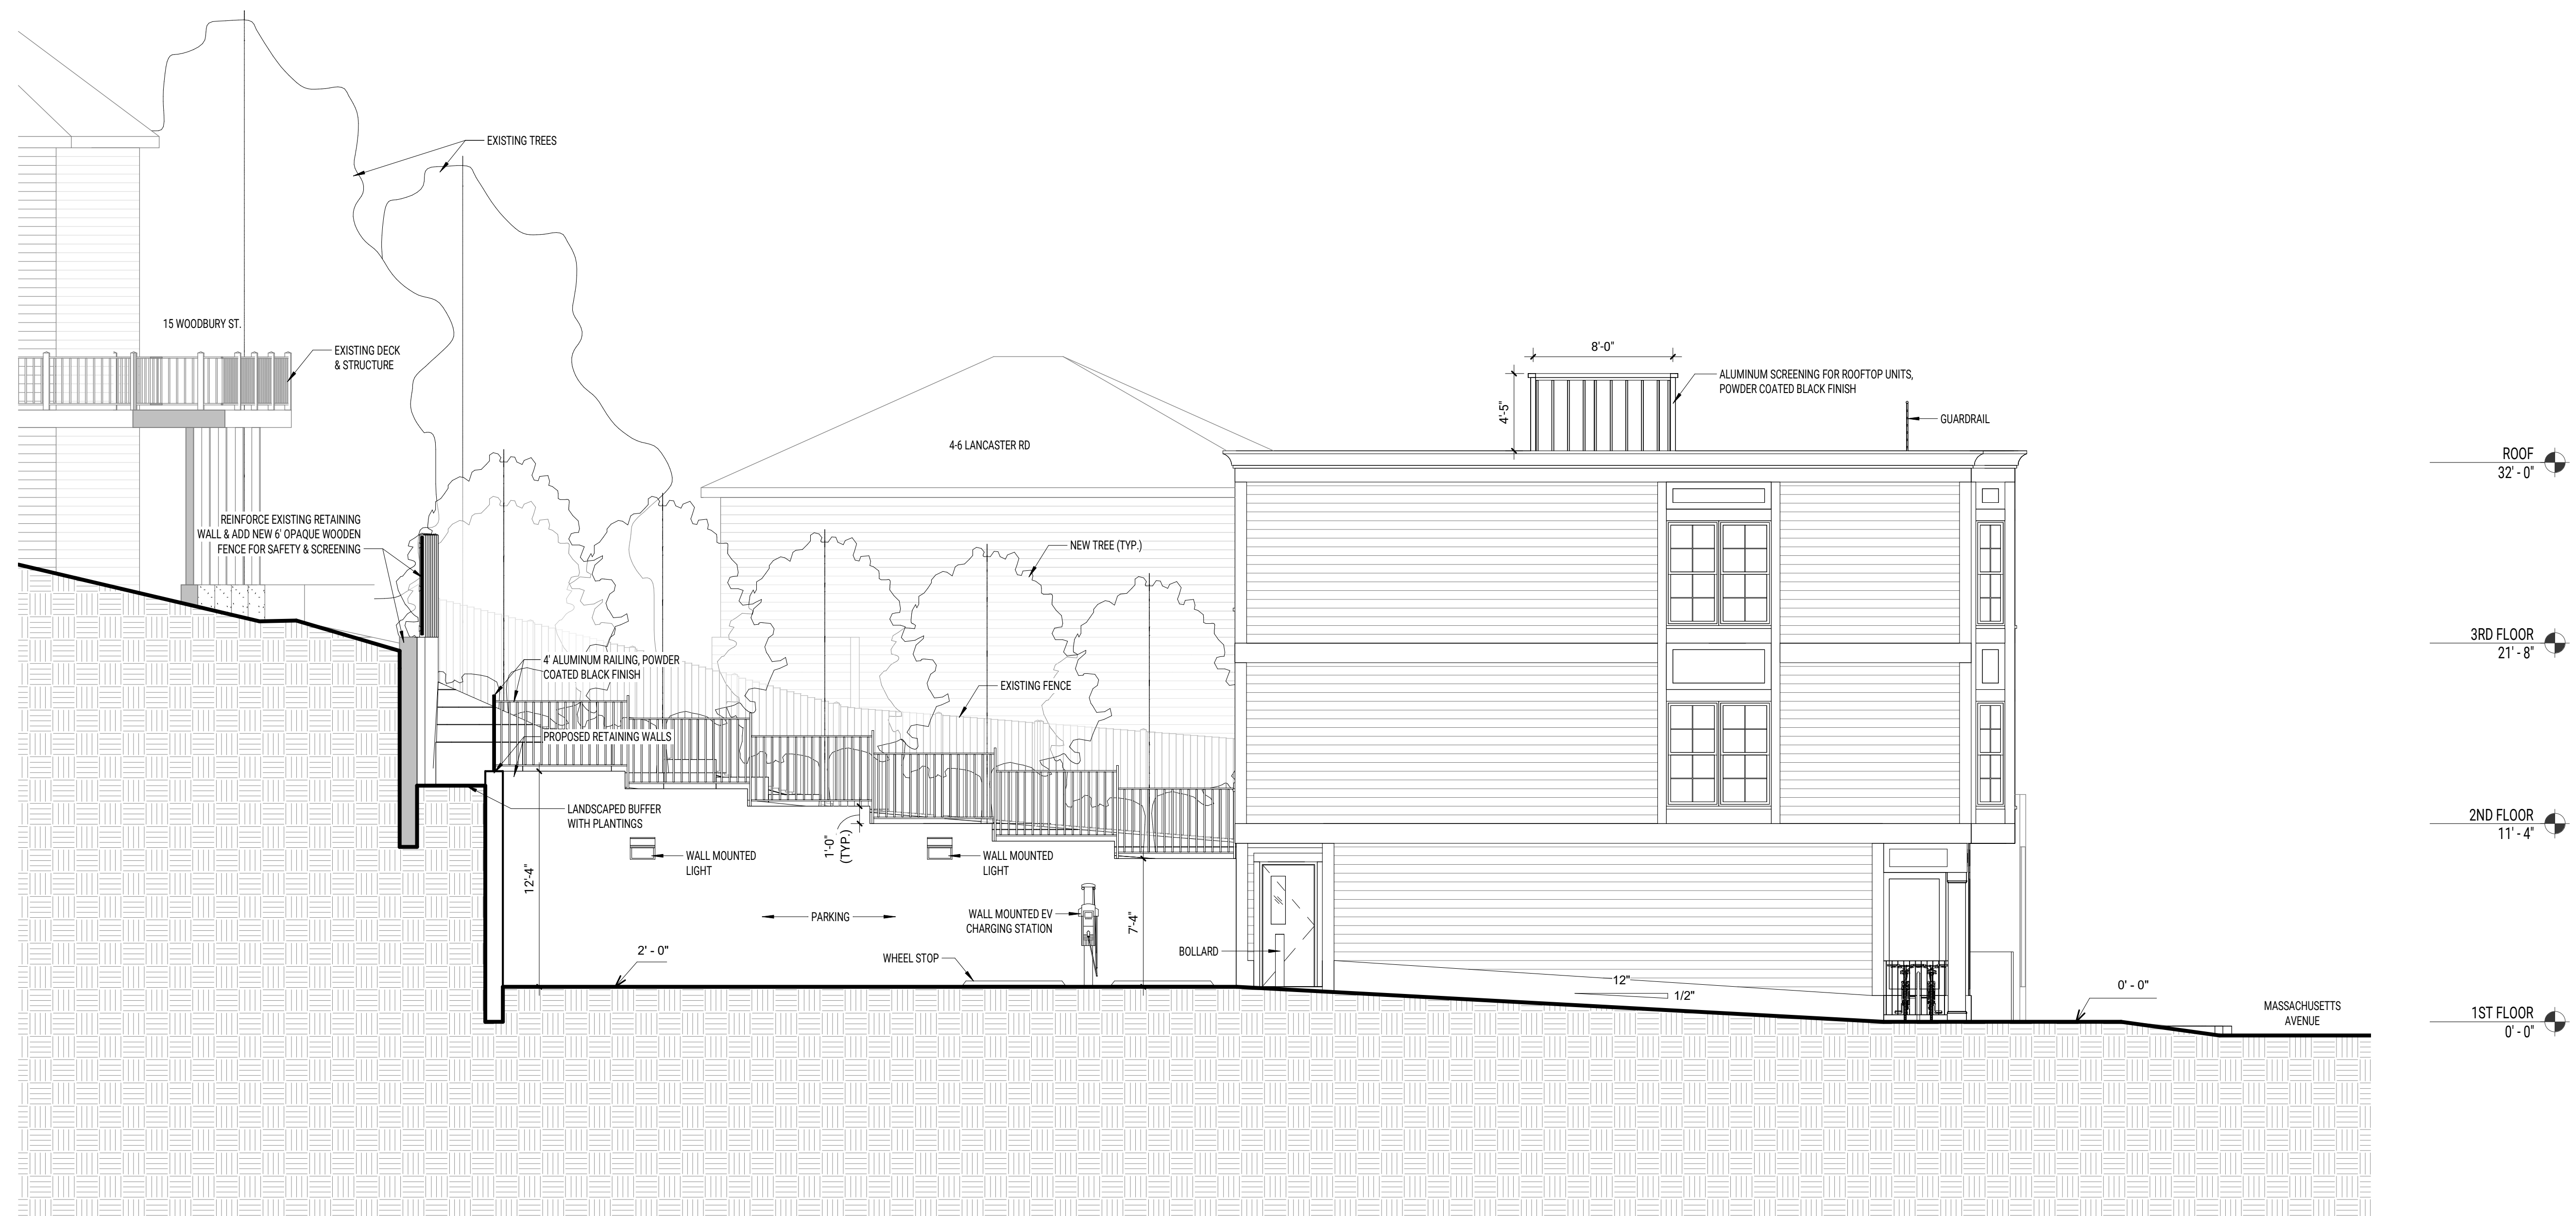 EXISTING TREES
15 WOODBURY ST.
EXISTING DECK
& STRUCTURE
8'-0"
4'-5"
ALUMINUM SCREENING FOR ROOFTOP UNITS,
POWDER COATED BLACK FINISH
GUARDRAIL
4-6 LANCASTER RD
ROOF
32' - 0"
REINFORCE EXISTING RETAINING
WALL & ADD NEW 6' OPAQUE WOODEN
FENCE FOR SAFETY & SCREENING
NEW TREE (TYP.)
3RD FLOOR
21' - 8"
4' ALUMINUM RAILING, POWDER
COATED BLACK FINISH
EXISTING FENCE
PROPOSED RETAINING WALLS
LANDSCAPED BUFFER
WITH PLANTINGS
2ND FLOOR
11' - 4"
1'-0"
(TYP.)
WALL MOUNTED
LIGHT
WALL MOUNTED
LIGHT
12'-4"
PARKING
WALL MOUNTED EV
CHARGING STATION
7'-4"
2' - 0"
WHEEL STOP
BOLLARD
12"
1/2"
0' - 0"
MASSACHUSETTS
AVENUE
1ST FLOOR
0' - 0"